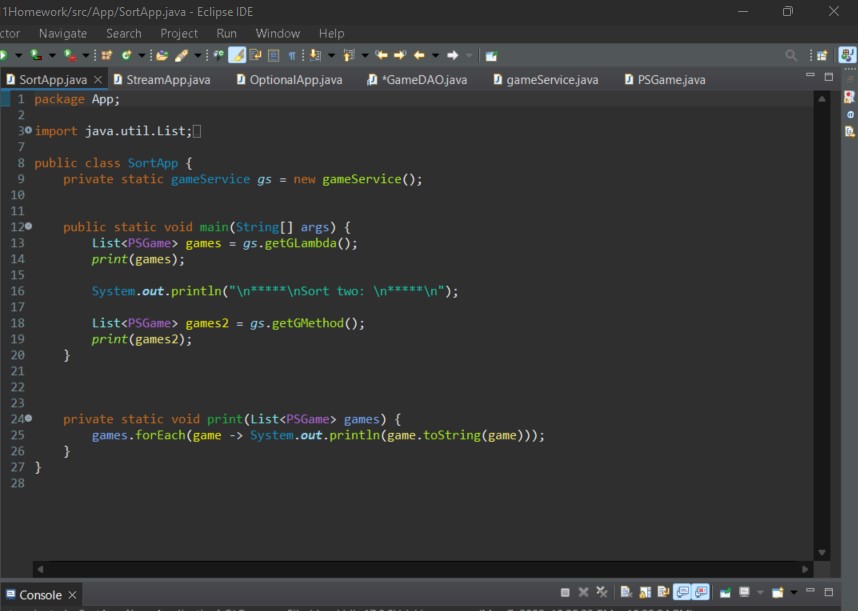 1Homework/src/App/SortApp.java - Eclipse IDE
ctor Navigate Search Project Run Window Help
SortApp.java StreamApp.java OptionalApp.java *GameDAO.java gameService.java PSGame.java
1 package App;
2
3 import java.util.List;
7
8 public class SortApp {
9 private static gameService gs = new gameService();
10
11
12 public static void main(String[] args) {
13 List<PSGame> games = gs.getGLambda();
14 print(games);
15
16 System.out.println("\n*****\nSort two: \n*****\n");
17
18 List<PSGame> games2 = gs.getGMethod();
19 print(games2);
20 }
21
22
23
24 private static void print(List<PSGame> games) {
25 games.forEach(game -> System.out.println(game.toString(game)));
26 }
27 }
28
Console